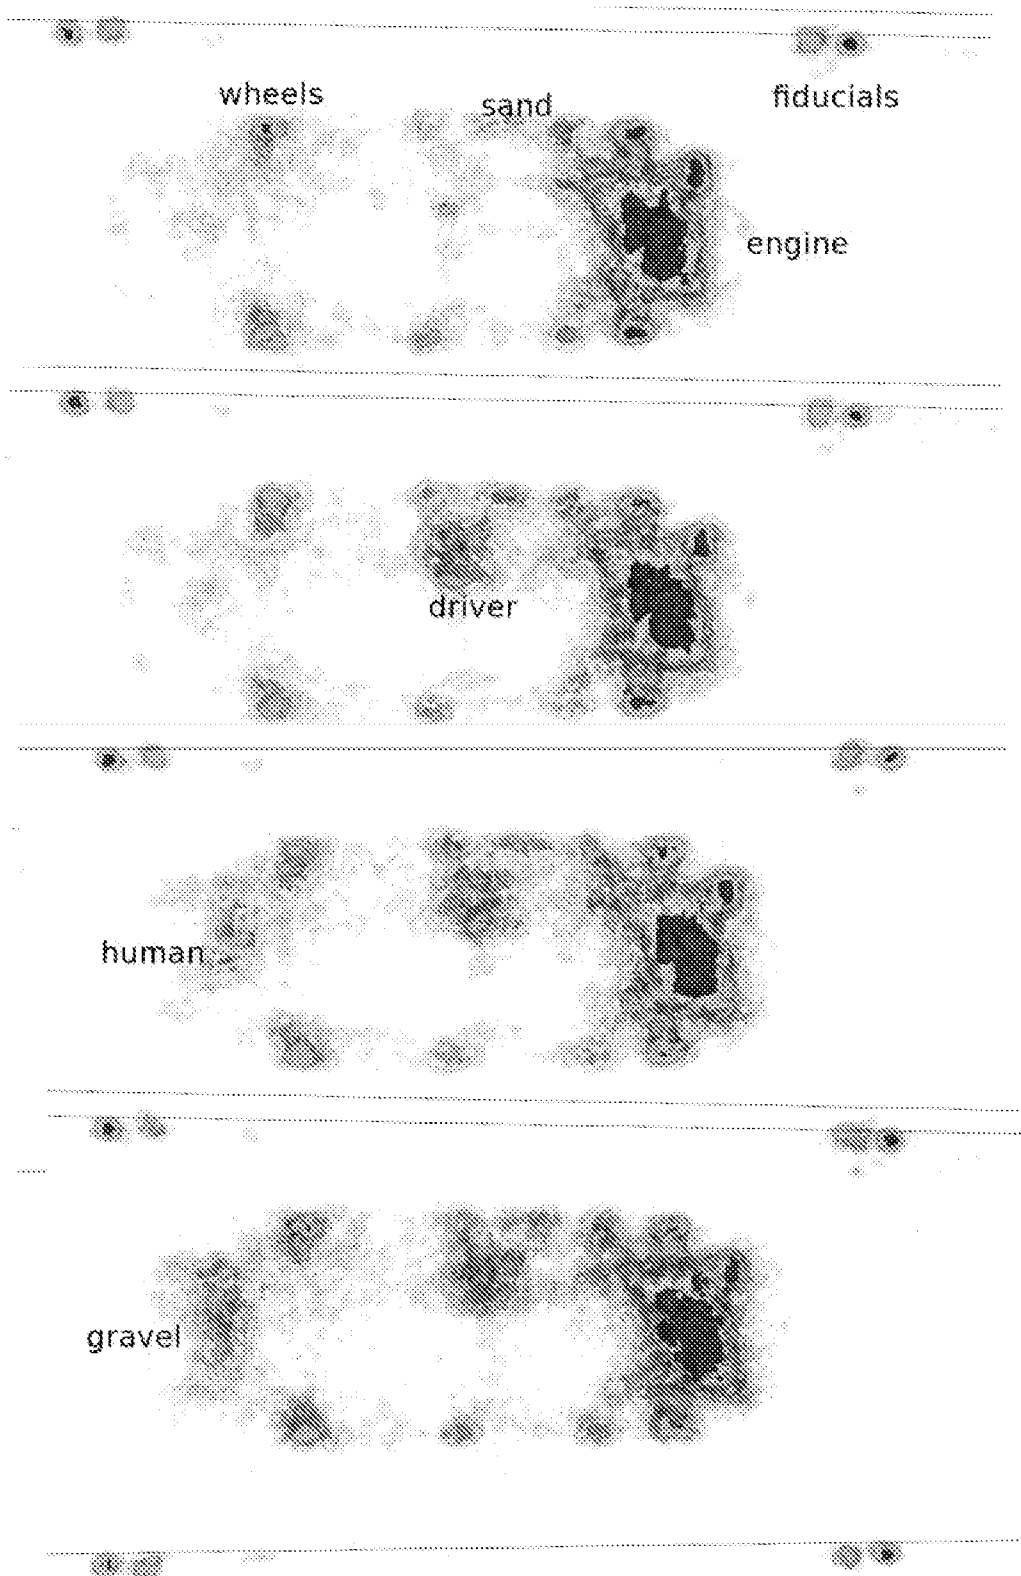 wheels
sand
fiducials
engine
driver
human
gravel